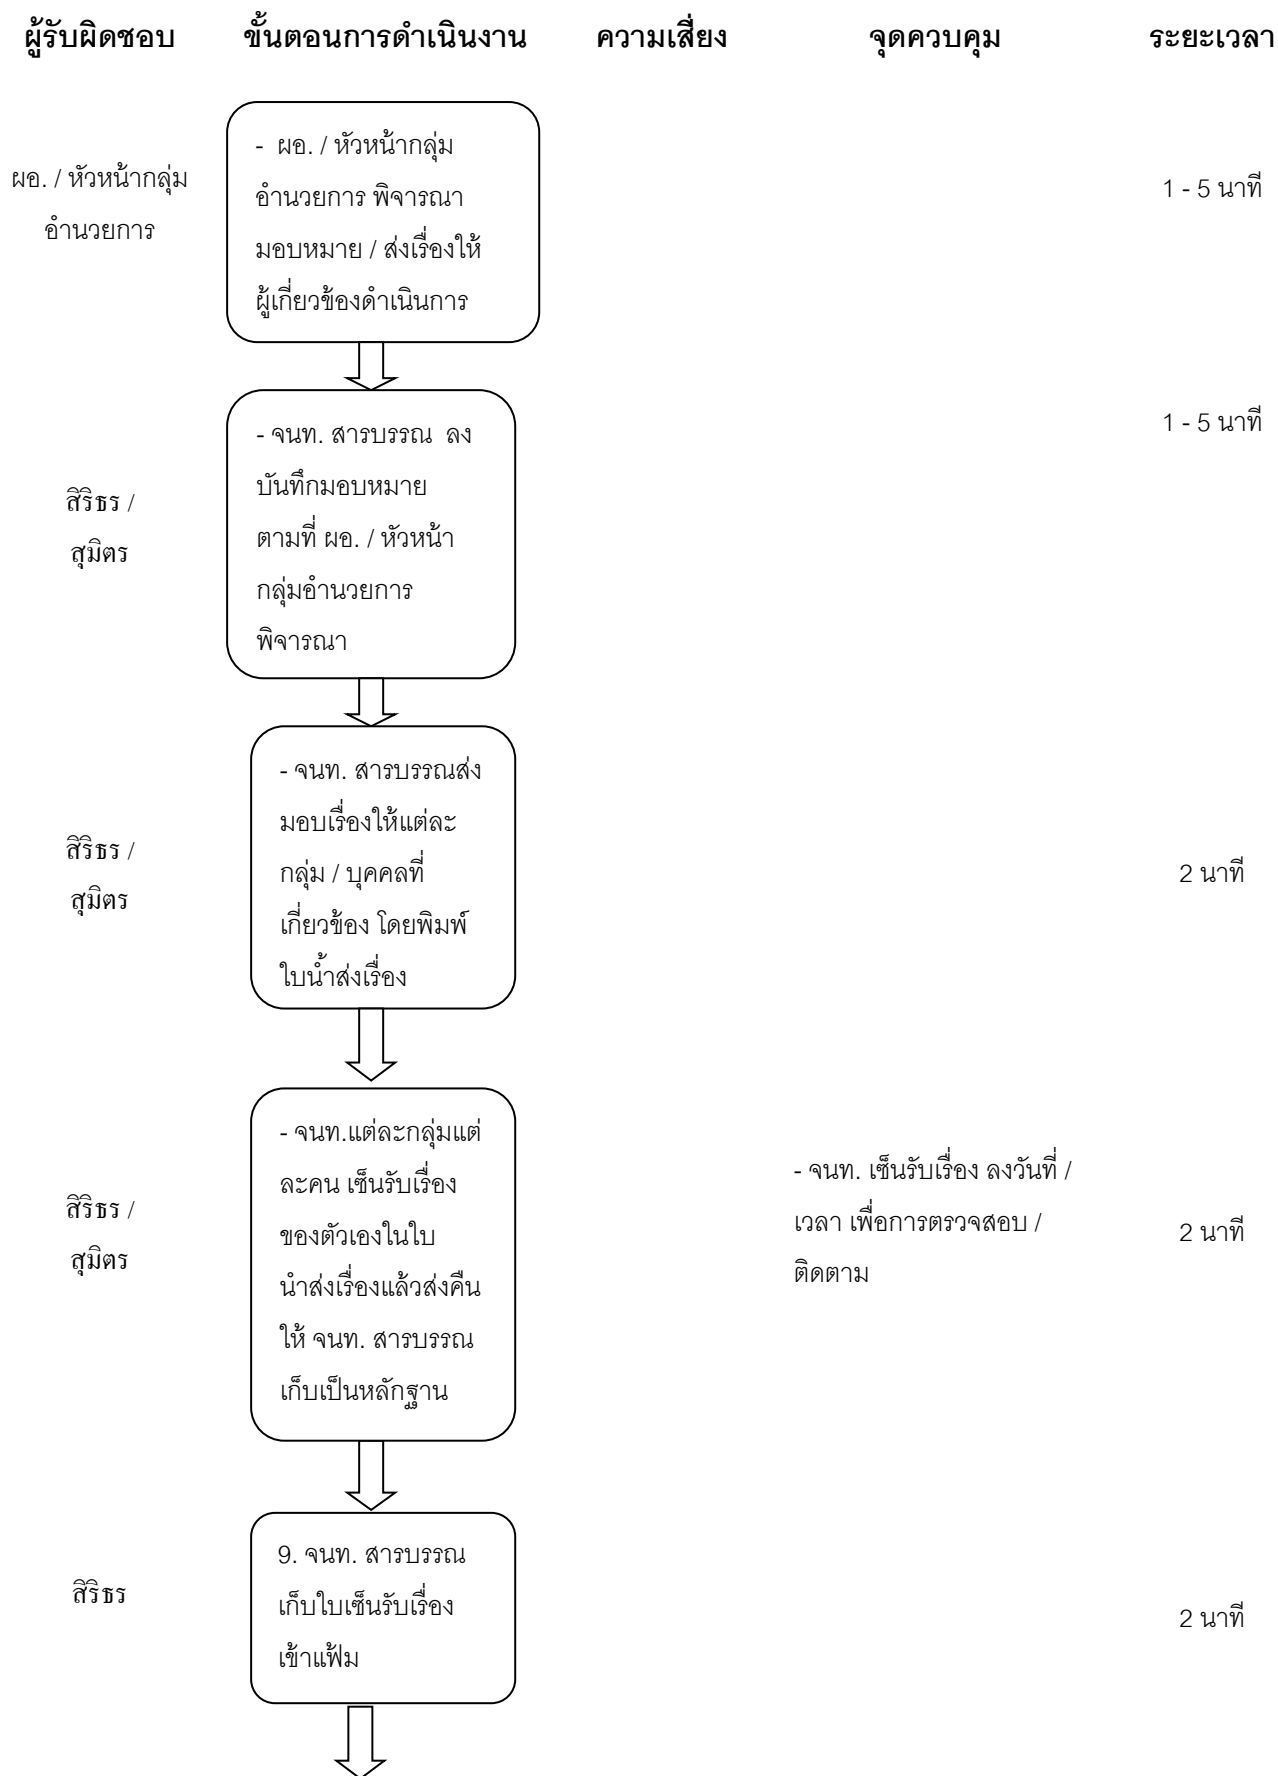 ผู้รับผิดชอบ ขั้นตอนการดำเนินงาน ความเสี่ยง จุดควบคุม ระยะเวลา
ผอ. / หัวหน้ากลุ่ม
อำนวยการ
- ผอ. / หัวหน้ากลุ่ม
อำนวยการ พิจารณา
มอบหมาย / ส่งเรื่องให้
ผู้เกี่ยวข้องดำเนินการ
1 - 5 นาที
สิริธร /
สุมิตร
- จนท. สารบรรณ ลง
บันทึกมอบหมาย
ตามที่ ผอ. / หัวหน้า
กลุ่มอำนวยการ
พิจารณา
1 - 5 นาที
สิริธร /
สุมิตร
- จนท. สารบรรณส่ง
มอบเรื่องให้แต่ละ
กลุ่ม / บุคคลที่
เกี่ยวข้อง โดยพิมพ์
ใบน้ำส่งเรื่อง
2 นาที
สิริธร /
สุมิตร
- จนท.แต่ละกลุ่มแต่
ละคน เซ็นรับเรื่อง
ของตัวเองในใบ
นำส่งเรื่องแล้วส่งคืน
ให้ จนท. สารบรรณ
เก็บเป็นหลักฐาน
- จนท. เซ็นรับเรื่อง ลงวันที่ /
เวลา เพื่อการตรวจสอบ /
ติดตาม
2 นาที
สิริธร
9. จนท. สารบรรณ
เก็บใบเซ็นรับเรื่อง
เข้าแฟ้ม
2 นาที